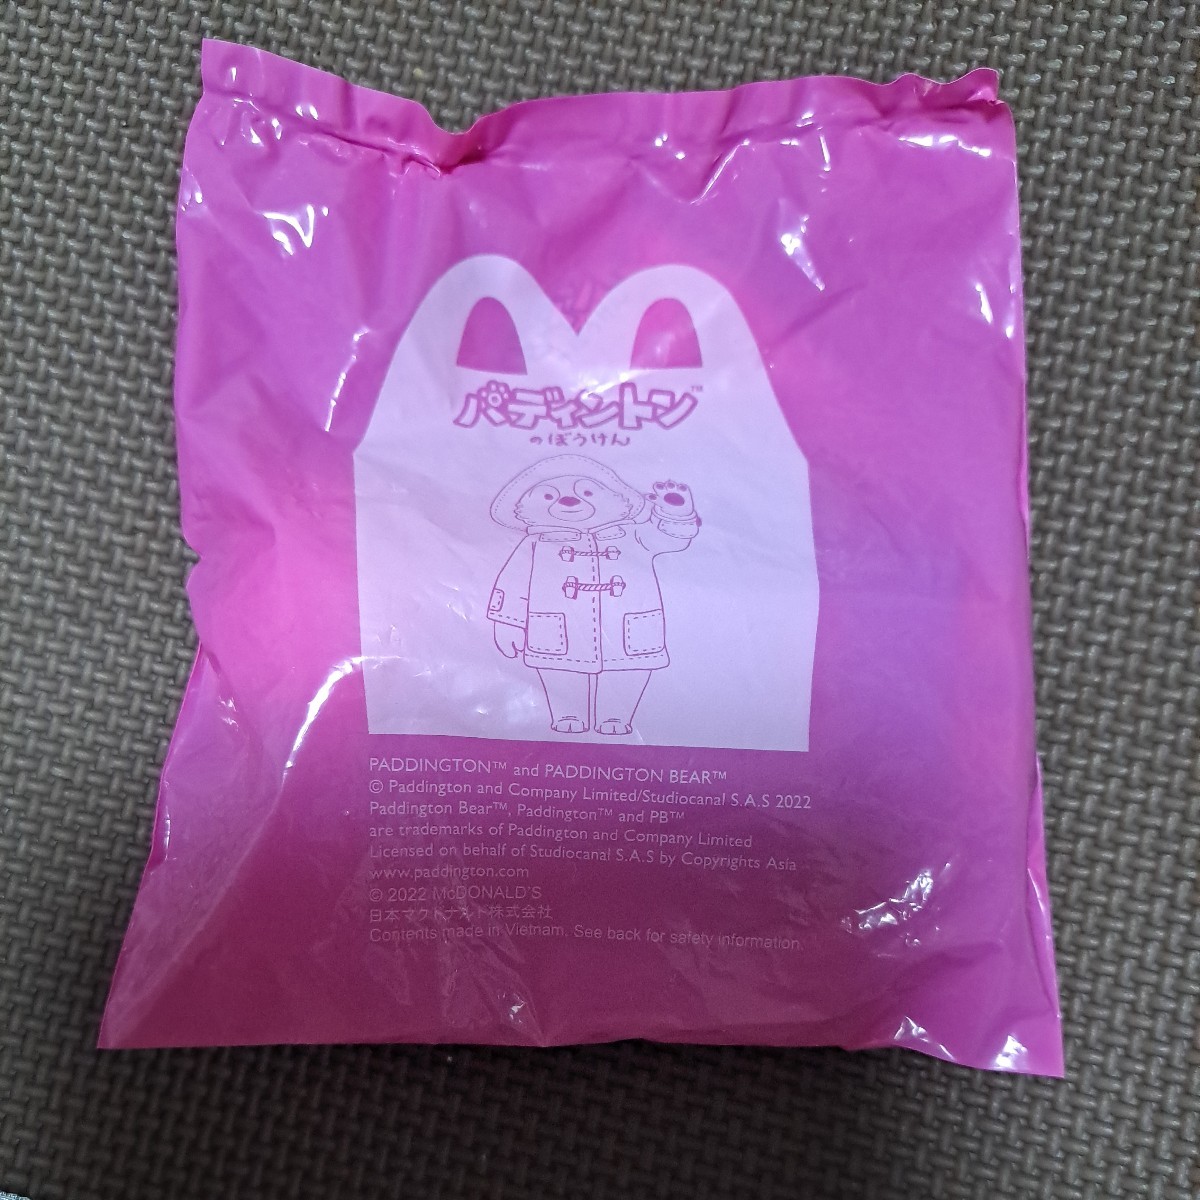 パディントン™
のぼうけん
PADDINGTON™ and PADDINGTON BEAR™
© Paddington and Company Limited/Studiocanal S.A.S 2022
Paddington Bear™, Paddington™ and PB™
are trademarks of Paddington and Company Limited
Licensed on behalf of Studiocanal S.A.S by Copyrights Asia
www.paddington.com
© 2022 McDONALD'S
日本マクドナルド株式会社
Contents made in Vietnam. See back for safety information.